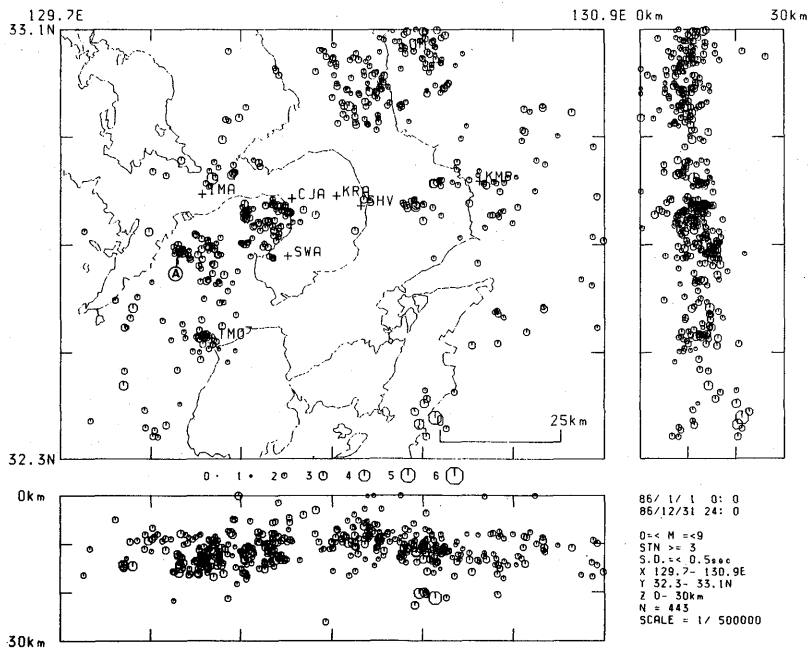 129.7E 130.9E 0km 30km
33.1N
TMA
CJA
KRA
SHV
KMP
SWA
A
TMO
25km
32.3N
0 1 2 3 4 5 6
0km
30km
86/ 1/ 1 0: 0
86/12/31 24: 0
0=< M =<9
STN >= 3
S.D.=< 0.5sec
X 129.7- 130.9E
Y 32.3- 33.1N
Z 0- 30km
N = 443
SCALE = 1/ 500000